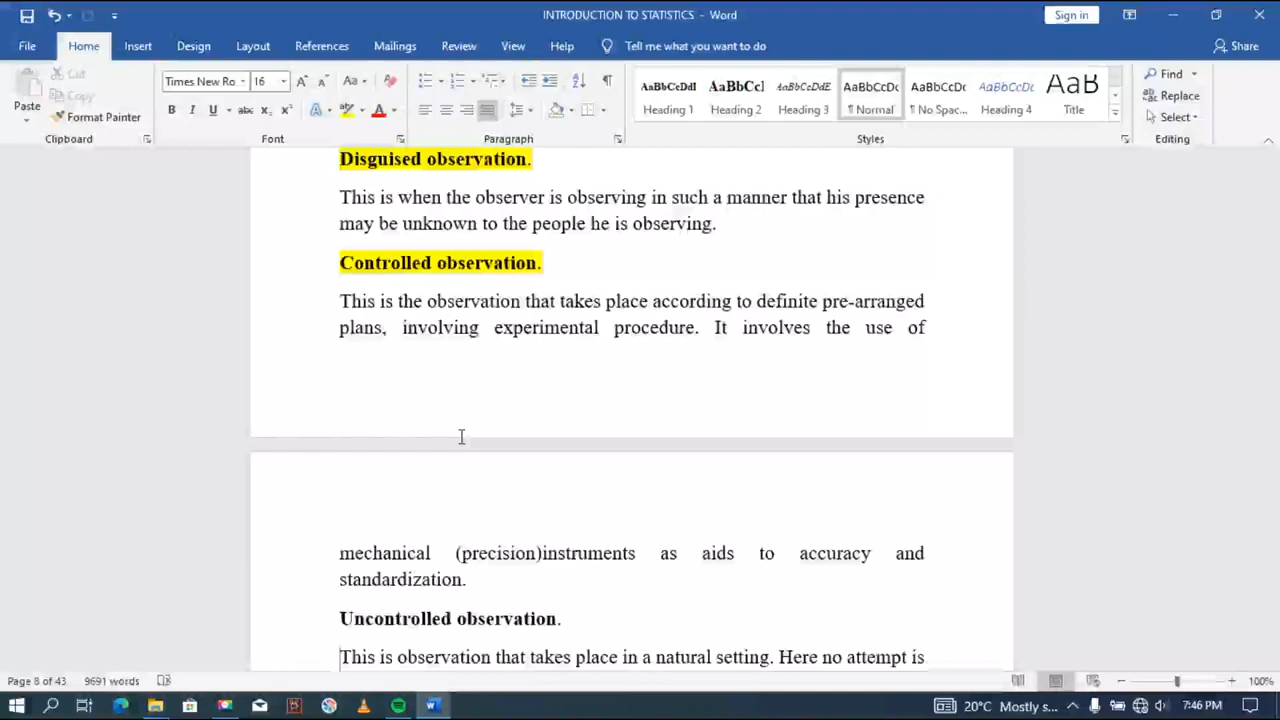 INTRODUCTION TO STATISTICS - Word
Sign in
File Home Insert Design Layout References Mailings Review View Help Tell me what you want to do Share
Paste
Cut
Copy
Format Painter
Clipboard
Times New Ro 16
Aa
B I U abc x₂ x² A ab A
Font
Paragraph
AaBbCcDdI AaBbCcI AaBbCcDdE AaBbCcDc AaBbCcDc AaBbCcDc AaB
Heading 1 Heading 2 Heading 3 ¶ Normal ¶ No Spac... Heading 4 Title
Styles
Find
Replace
Select
Editing
Disguised observation.
This is when the observer is observing in such a manner that his presence
may be unknown to the people he is observing.
Controlled observation.
This is the observation that takes place according to definite pre-arranged
plans, involving experimental procedure. It involves the use of
mechanical (precision)instruments as aids to accuracy and
standardization.
Uncontrolled observation.
This is observation that takes place in a natural setting. Here no attempt is
Page 8 of 43 9691 words 100%
20°C Mostly s... 7:46 PM